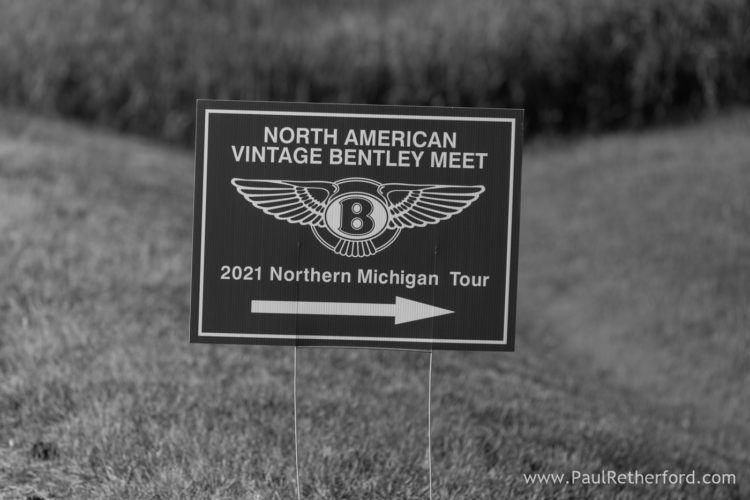 NORTH AMERICAN
VINTAGE BENTLEY MEET
B
2021 Northern Michigan Tour
www.PaulRetherford.com